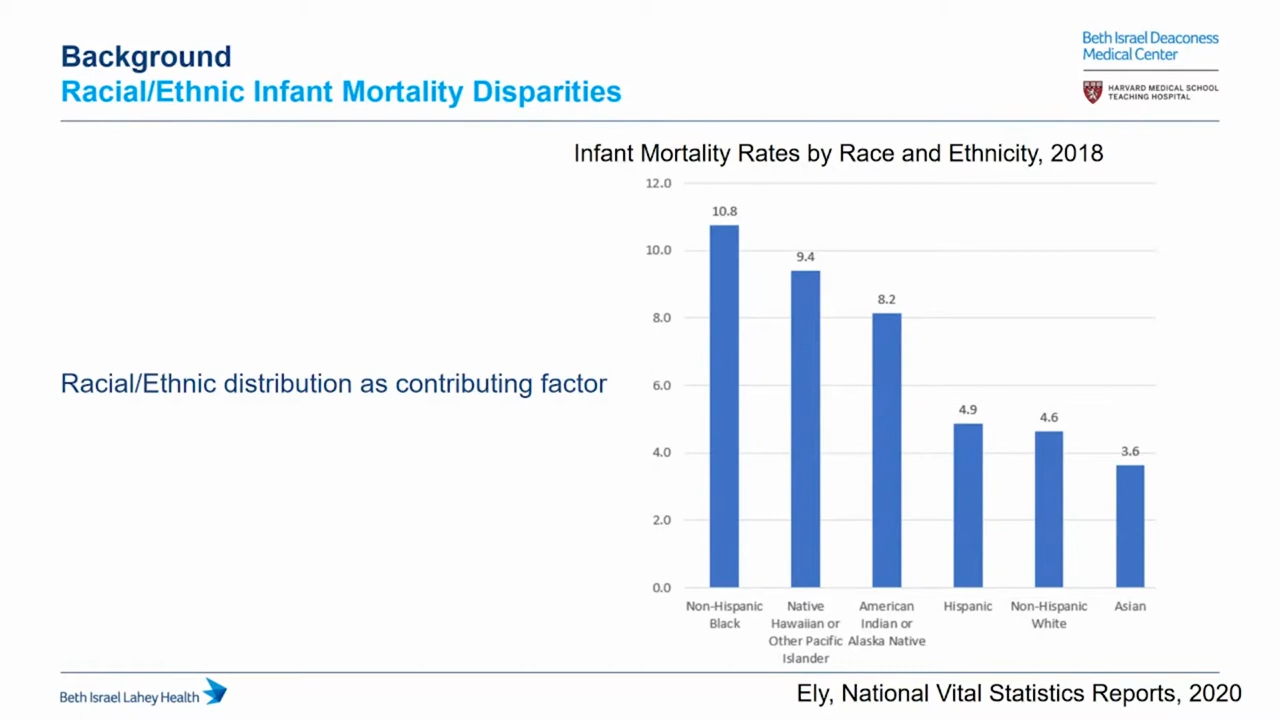 Background
Racial/Ethnic Infant Mortality Disparities
Beth Israel Deaconess
Medical Center
HARVARD MEDICAL SCHOOL
TEACHING HOSPITAL
Racial/Ethnic distribution as contributing factor
Infant Mortality Rates by Race and Ethnicity, 2018
12.0
10.0
8.0
6.0
4.0
2.0
0.0
10.8
9.4
8.2
4.9
4.6
3.6
Non-Hispanic
Black
Native
Hawaiian or
Other Pacific
Islander
American
Indian or
Alaska Native
Hispanic
Non-Hispanic
White
Asian
Beth Israel Lahey Health
Ely, National Vital Statistics Reports, 2020